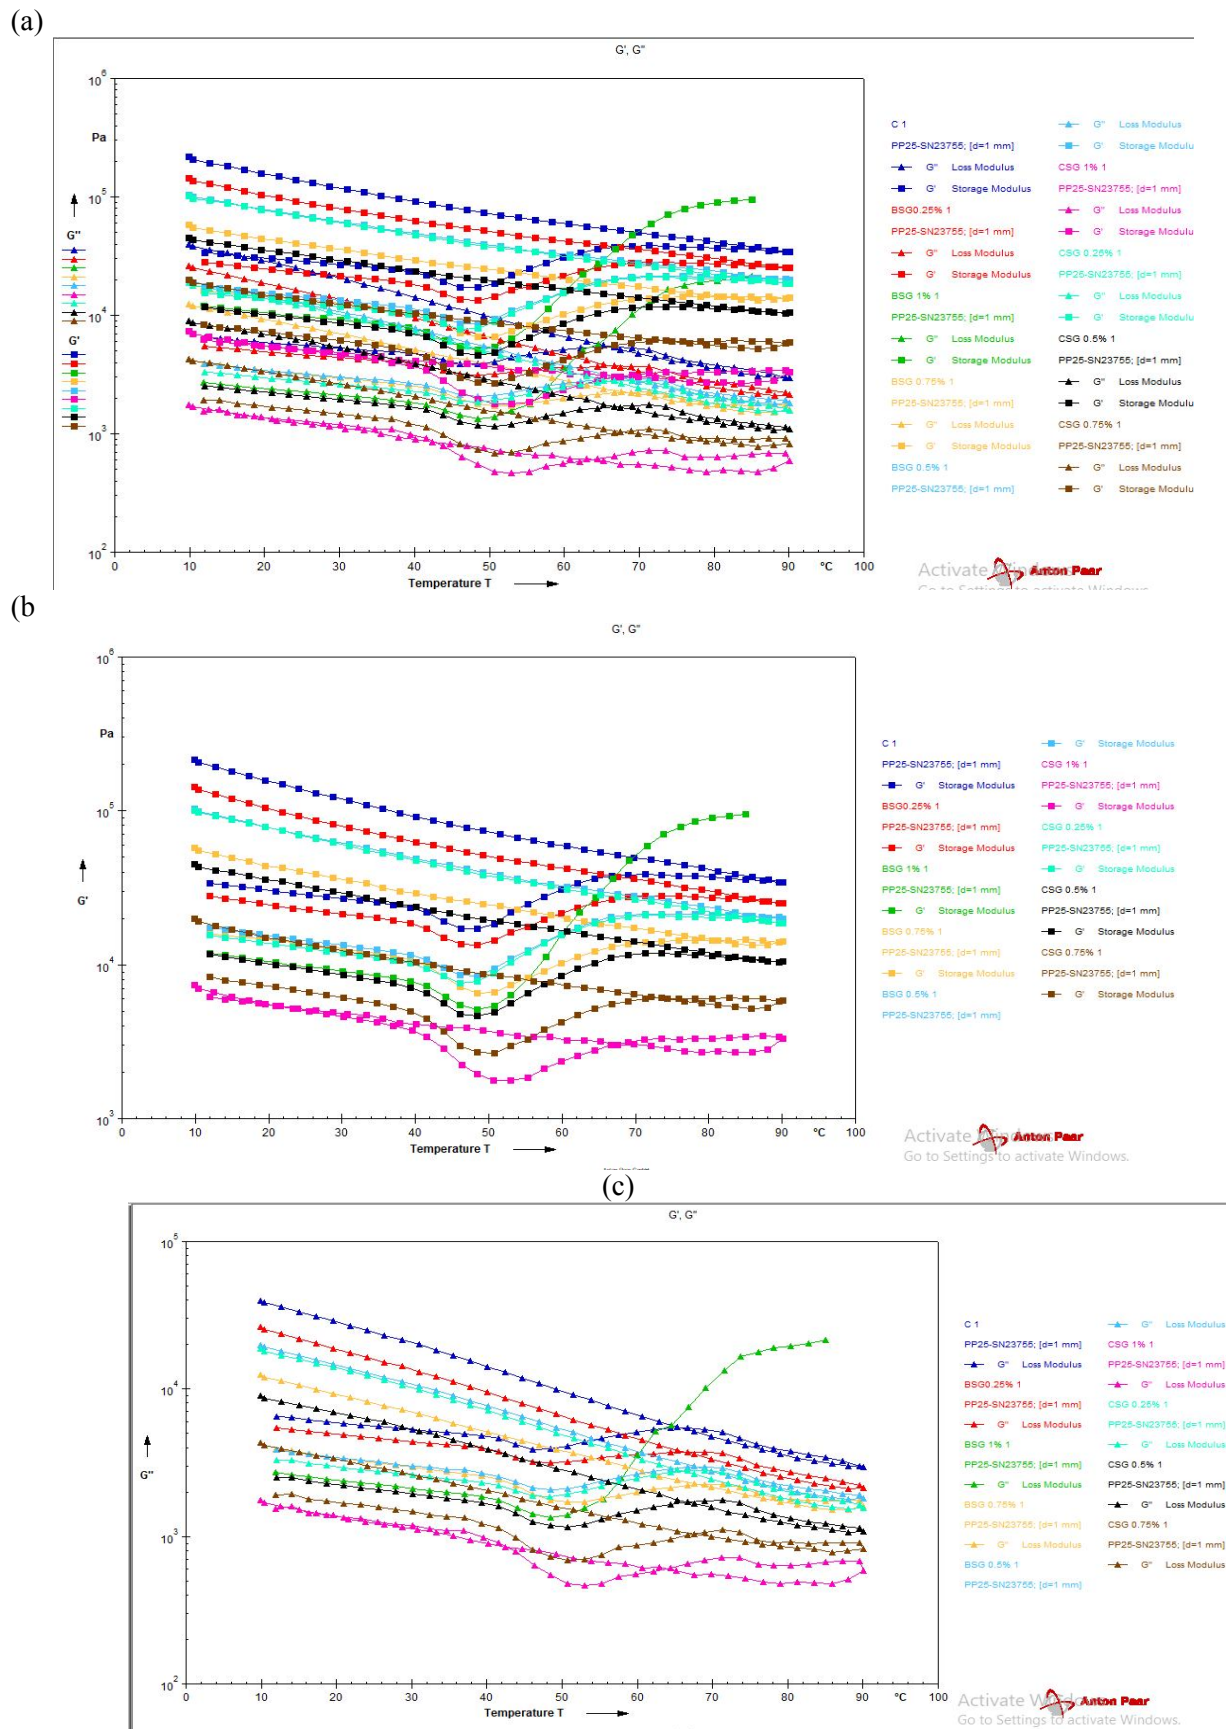 (a)
G', G''
10^6
Pa
10^5
G''
10^4
G'
10^3
10^2
0 10 20 30 40 50 60 70 80 90 °C 100
Temperature T
C 1
PP25-SN23755; [d=1 mm]
G'' Loss Modulus
G' Storage Modulus
BSG0.25% 1
PP25-SN23755; [d=1 mm]
G'' Loss Modulus
G' Storage Modulus
BSG 1% 1
PP25-SN23755; [d=1 mm]
G'' Loss Modulus
G' Storage Modulus
BSG 0.75% 1
PP25-SN23755; [d=1 mm]
G'' Loss Modulus
G' Storage Modulus
BSG 0.5% 1
PP25-SN23755; [d=1 mm]
G'' Loss Modulus
G' Storage Modulu
CSG 1% 1
PP25-SN23755; [d=1 mm]
G'' Loss Modulus
G' Storage Modulu
CSG 0.25% 1
PP25-SN23755; [d=1 mm]
G'' Loss Modulus
G' Storage Modulu
CSG 0.5% 1
PP25-SN23755; [d=1 mm]
G'' Loss Modulus
G' Storage Modulu
CSG 0.75% 1
PP25-SN23755; [d=1 mm]
G'' Loss Modulus
G' Storage Modulu
Activate Windows
Anton Paar
Go to Settings to activate Windows.
(b)
G', G''
10^6
Pa
10^5
G'
10^4
10^3
0 10 20 30 40 50 60 70 80 90 °C 100
Temperature T
C 1
PP25-SN23755; [d=1 mm]
G' Storage Modulus
BSG0.25% 1
PP25-SN23755; [d=1 mm]
G' Storage Modulus
BSG 1% 1
PP25-SN23755; [d=1 mm]
G' Storage Modulus
BSG 0.75% 1
PP25-SN23755; [d=1 mm]
G' Storage Modulus
BSG 0.5% 1
PP25-SN23755; [d=1 mm]
G' Storage Modulus
CSG 1% 1
PP25-SN23755; [d=1 mm]
G' Storage Modulus
CSG 0.25% 1
PP25-SN23755; [d=1 mm]
G' Storage Modulus
CSG 0.5% 1
PP25-SN23755; [d=1 mm]
G' Storage Modulus
CSG 0.75% 1
PP25-SN23755; [d=1 mm]
G' Storage Modulus
Activate Windows
Anton Paar
Go to Settings to activate Windows.
(c)
G', G''
10^5
10^4
G''
10^3
10^2
0 10 20 30 40 50 60 70 80 90 °C 100
Temperature T
C 1
PP25-SN23755; [d=1 mm]
G'' Loss Modulus
BSG0.25% 1
PP25-SN23755; [d=1 mm]
G'' Loss Modulus
BSG 1% 1
PP25-SN23755; [d=1 mm]
G'' Loss Modulus
BSG 0.75% 1
PP25-SN23755; [d=1 mm]
G'' Loss Modulus
BSG 0.5% 1
PP25-SN23755; [d=1 mm]
G'' Loss Modulus
CSG 1% 1
PP25-SN23755; [d=1 mm]
G'' Loss Modulus
CSG 0.25% 1
PP25-SN23755; [d=1 mm]
G'' Loss Modulus
CSG 0.5% 1
PP25-SN23755; [d=1 mm]
G'' Loss Modulus
CSG 0.75% 1
PP25-SN23755; [d=1 mm]
G'' Loss Modulus
Activate Windows
Anton Paar
Go to Settings to activate Windows.